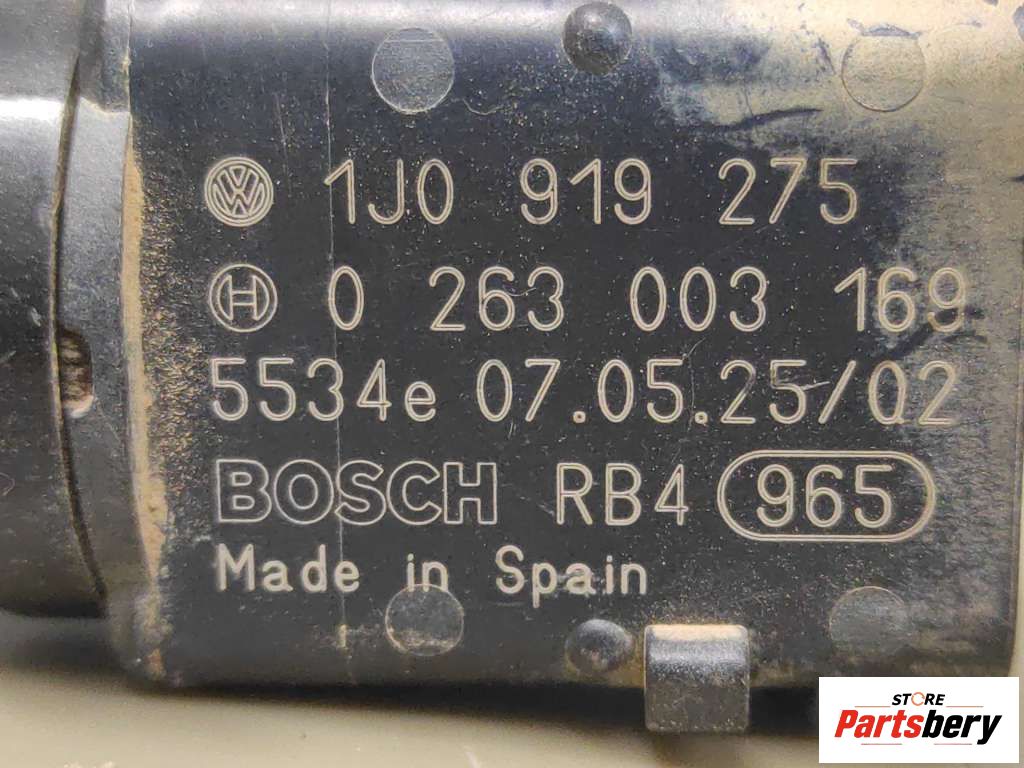 1J0 919 275
0 263 003 169
5534e 07.05.25/02
BOSCH RB4 965
Made in Spain
STORE
Partsbery